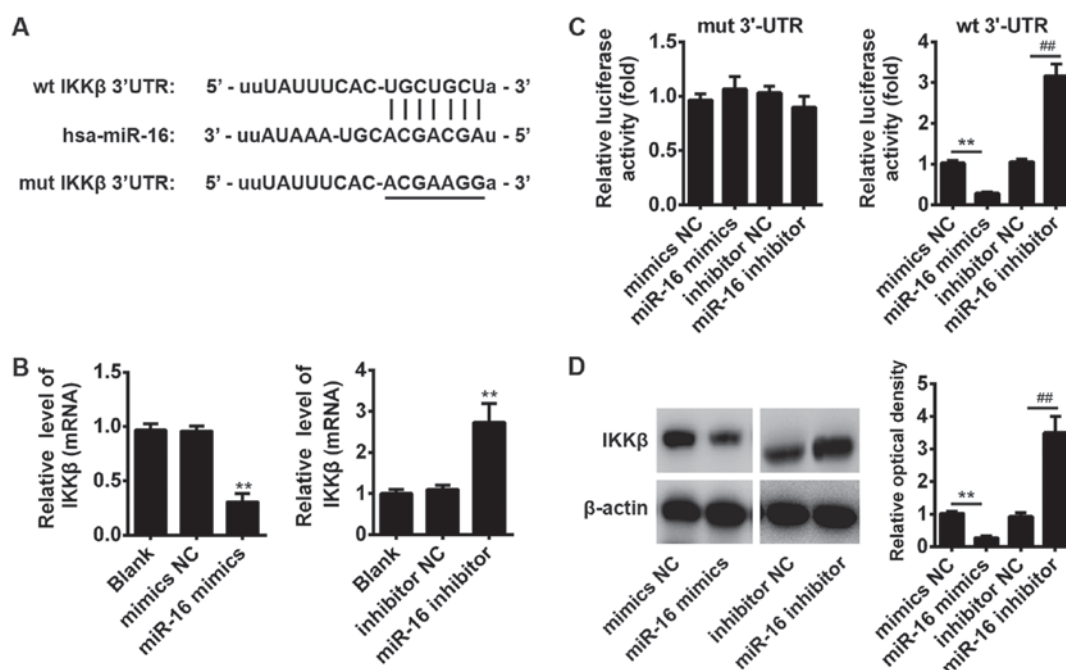 A
wt IKKβ 3'UTR: 5' - uuUAUUUCAC-UGCUGCUa - 3'
hsa-miR-16: 3' - uuAUAAA-UGCACGACGAu - 5'
mut IKKβ 3'UTR: 5' - uuUAUUUCAC-ACGAAGGa - 3'
B
Relative level of
IKKβ (mRNA)
1.5
1.0
0.5
0.0
**
Blank
mimics NC
miR-16 mimics
Relative level of
IKKβ (mRNA)
4
3
2
1
0
**
Blank
inhibitor NC
miR-16 inhibitor
C
mut 3'-UTR
Relative luciferase
activity (fold)
1.5
1.0
0.5
0.0
mimics NC
miR-16 mimics
inhibitor NC
miR-16 inhibitor
wt 3'-UTR
Relative luciferase
activity (fold)
5
4
3
2
1
0
**
##
mimics NC
miR-16 mimics
inhibitor NC
miR-16 inhibitor
D
IKKβ
β-actin
mimics NC
miR-16 mimics
inhibitor NC
miR-16 inhibitor
Relative optical density
5
4
3
2
1
0
**
##
mimics NC
miR-16 mimics
inhibitor NC
miR-16 inhibitor